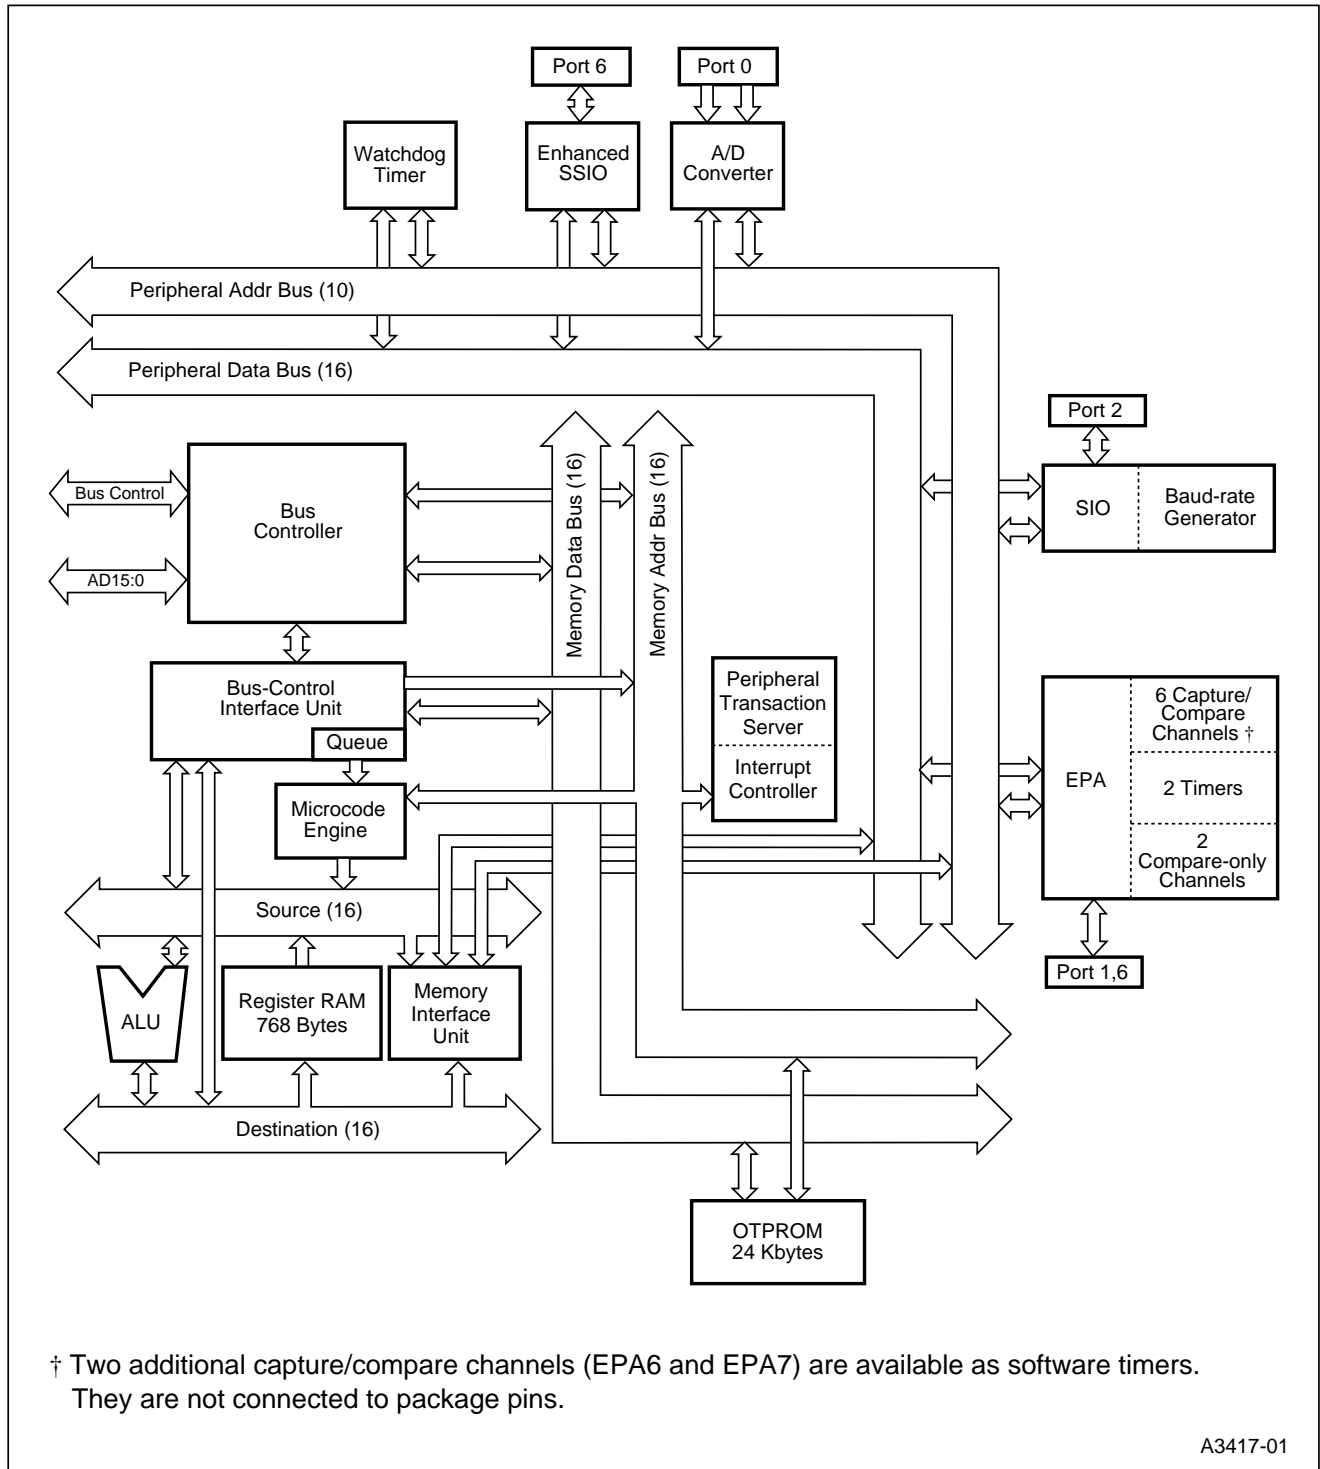 Port 6
Port 0
Watchdog
Timer
Enhanced
SSIO
A/D
Converter
Peripheral Addr Bus (10)
Peripheral Data Bus (16)
Port 2
Bus Control
Bus
Controller
AD15:0
Memory Data Bus (16)
Memory Addr Bus (16)
SIO
Baud-rate
Generator
Bus-Control
Interface Unit
Queue
Peripheral
Transaction
Server
Interrupt
Controller
6 Capture/
Compare
Channels †
EPA
2 Timers
2
Compare-only
Channels
Microcode
Engine
Source (16)
Port 1,6
ALU
Register RAM
768 Bytes
Memory
Interface
Unit
Destination (16)
OTPROM
24 Kbytes
† Two additional capture/compare channels (EPA6 and EPA7) are available as software timers.
They are not connected to package pins.
A3417-01